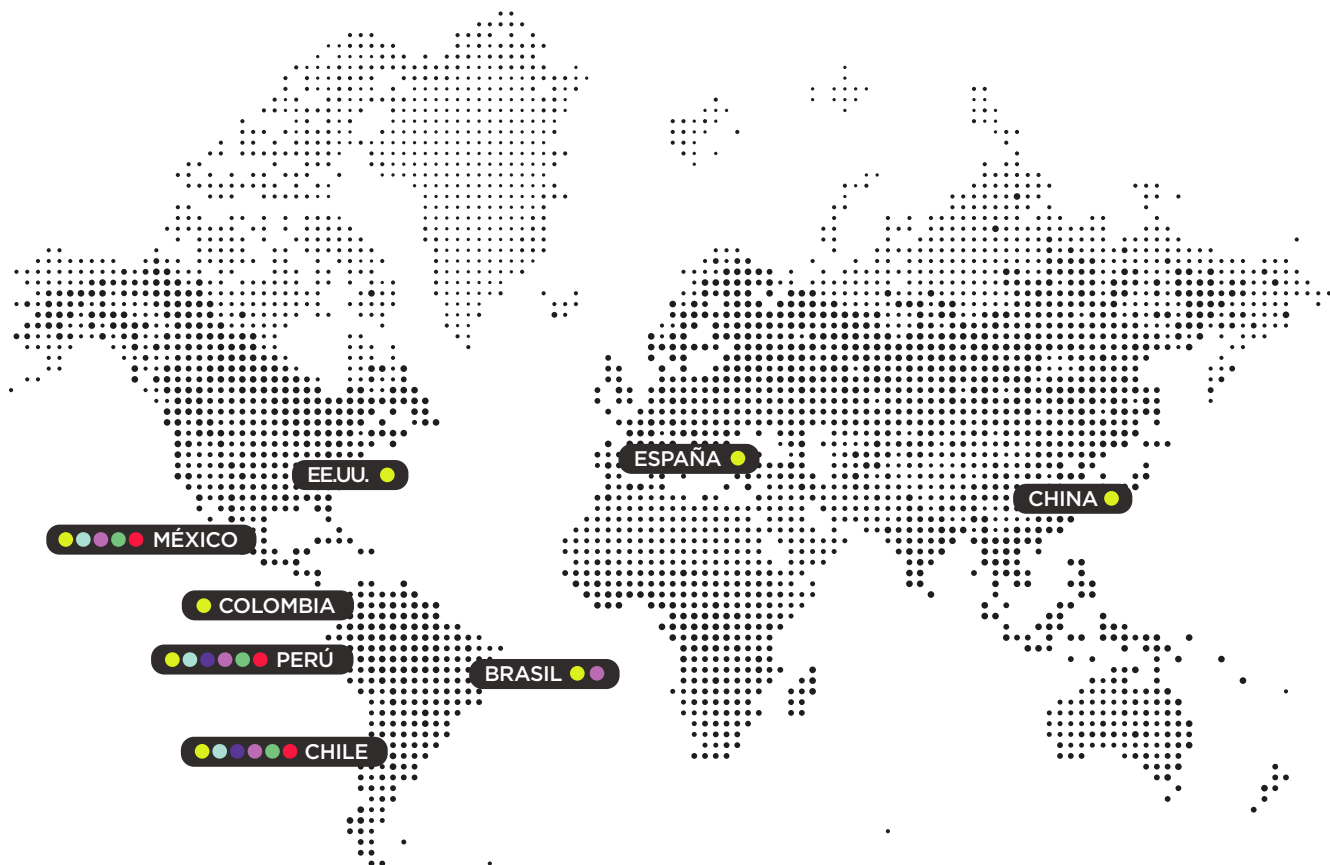 ESPAÑA
EE.UU.
CHINA
MÉXICO
COLOMBIA
PERÚ
BRASIL
CHILE